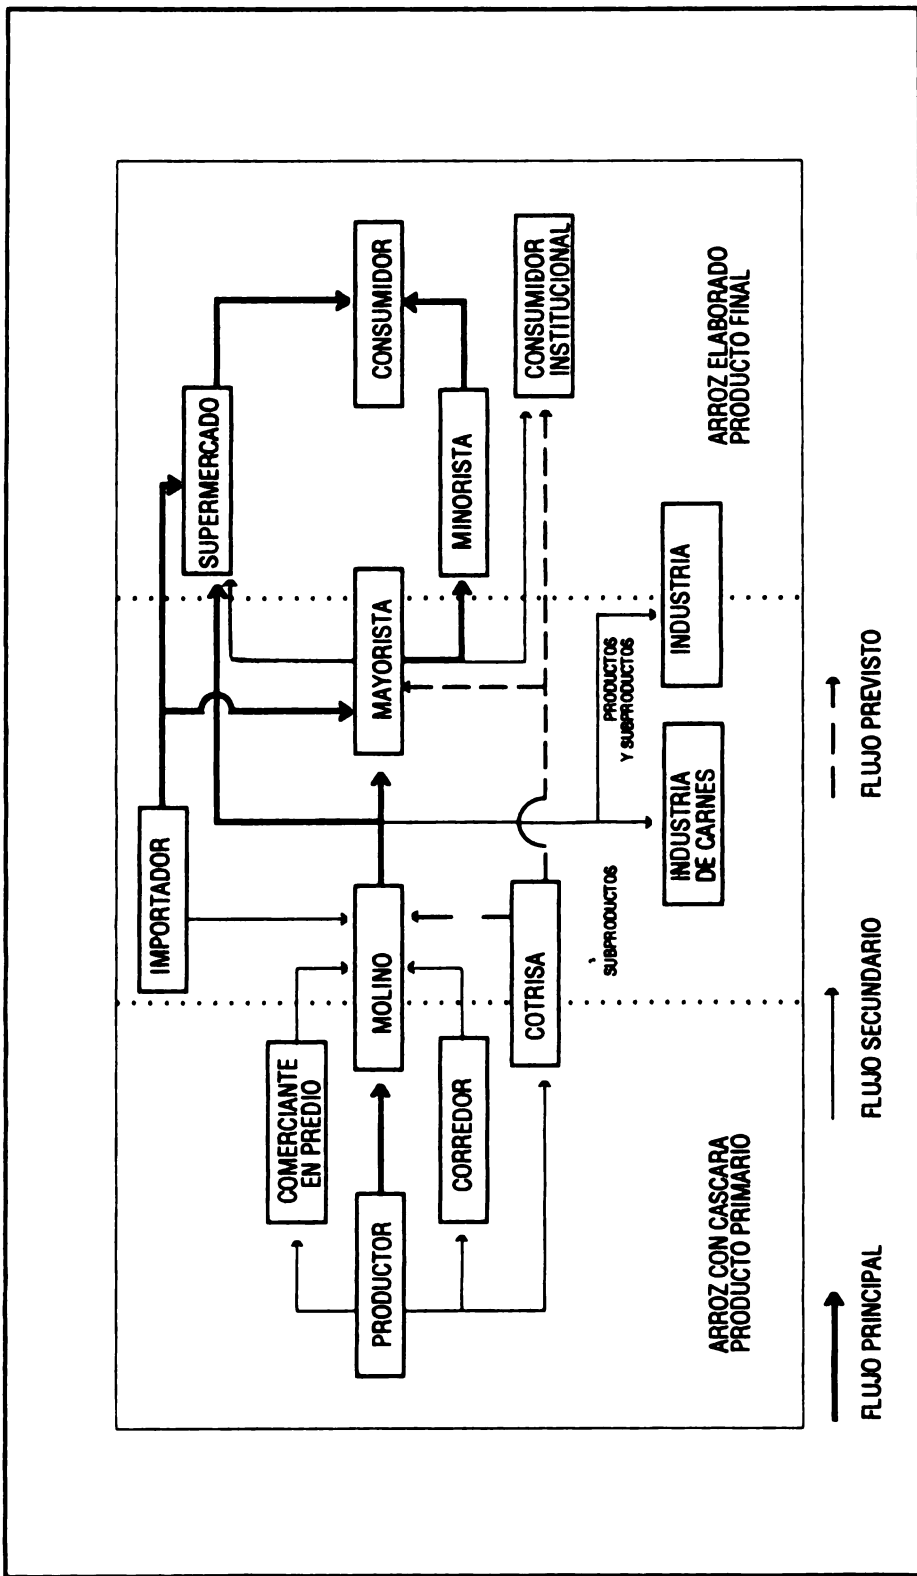 IMPORTADOR
SUPERMERCADO
COMERCIANTE
EN PREDIO
PRODUCTOR
MOLINO
MAYORISTA
CONSUMIDOR
CORREDOR
MINORISTA
COTRISA
CONSUMIDOR
INSTITUCIONAL
SUBPRODUCTOS
PRODUCTOS
Y SUBPRODUCTOS
INDUSTRIA
DE CARNES
INDUSTRIA
ARROZ CON CASCARA
PRODUCTO PRIMARIO
ARROZ ELABORADO
PRODUCTO FINAL
FLUJO PRINCIPAL
FLUJO SECUNDARIO
FLUJO PREVISTO